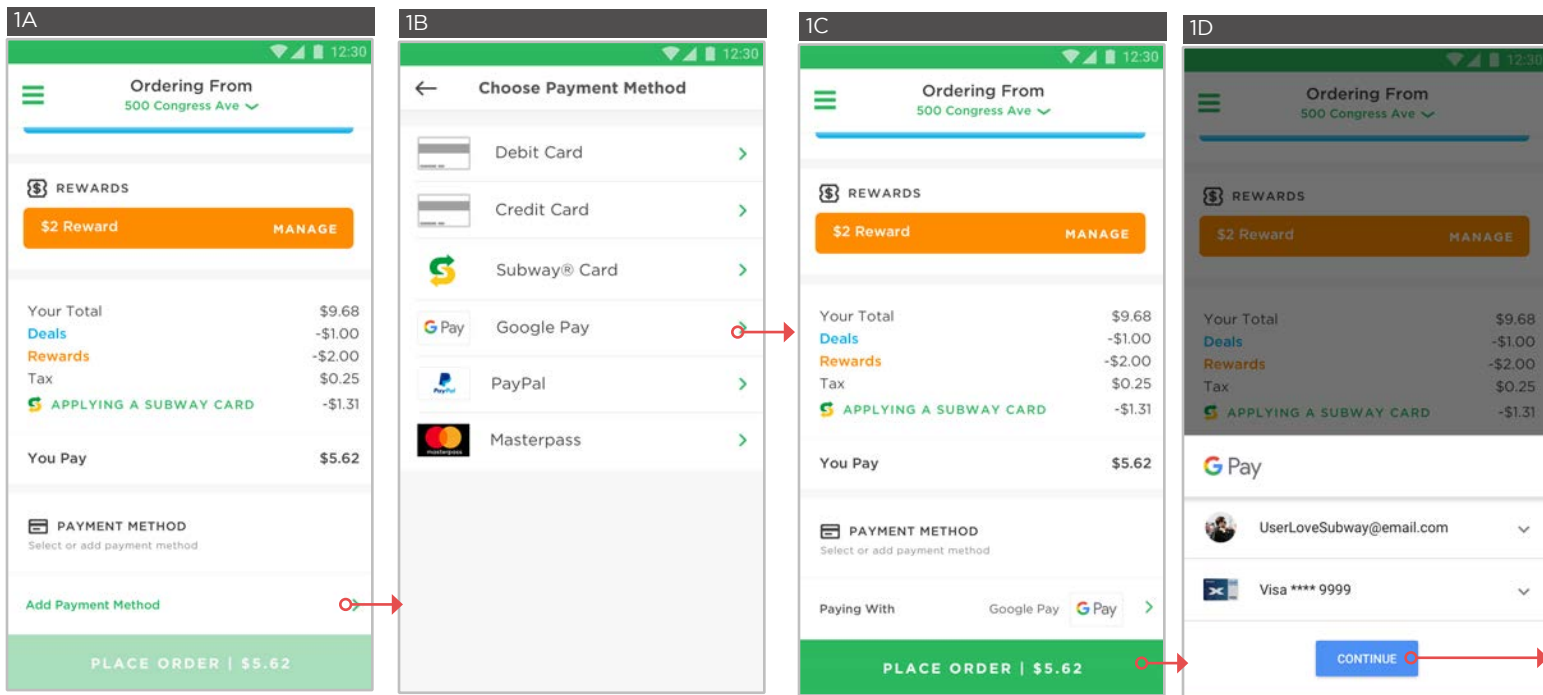 1A
12:30
Ordering From
500 Congress Ave
REWARDS
$2 Reward MANAGE
Your Total $9.68
Deals -$1.00
Rewards -$2.00
Tax $0.25
APPLYING A SUBWAY CARD -$1.31
You Pay $5.62
PAYMENT METHOD
Select or add payment method
Add Payment Method
PLACE ORDER | $5.62
1B
12:30
Choose Payment Method
Debit Card
Credit Card
Subway® Card
G Pay Google Pay
PayPal PayPal
masterpass Masterpass
1C
12:30
Ordering From
500 Congress Ave
REWARDS
$2 Reward MANAGE
Your Total $9.68
Deals -$1.00
Rewards -$2.00
Tax $0.25
APPLYING A SUBWAY CARD -$1.31
You Pay $5.62
PAYMENT METHOD
Select or add payment method
Paying With Google Pay G Pay
PLACE ORDER | $5.62
1D
12:30
Ordering From
500 Congress Ave
REWARDS
$2 Reward MANAGE
Your Total $9.68
Deals -$1.00
Rewards -$2.00
Tax $0.25
APPLYING A SUBWAY CARD -$1.31
G Pay
UserLoveSubway@email.com
Visa **** 9999
CONTINUE